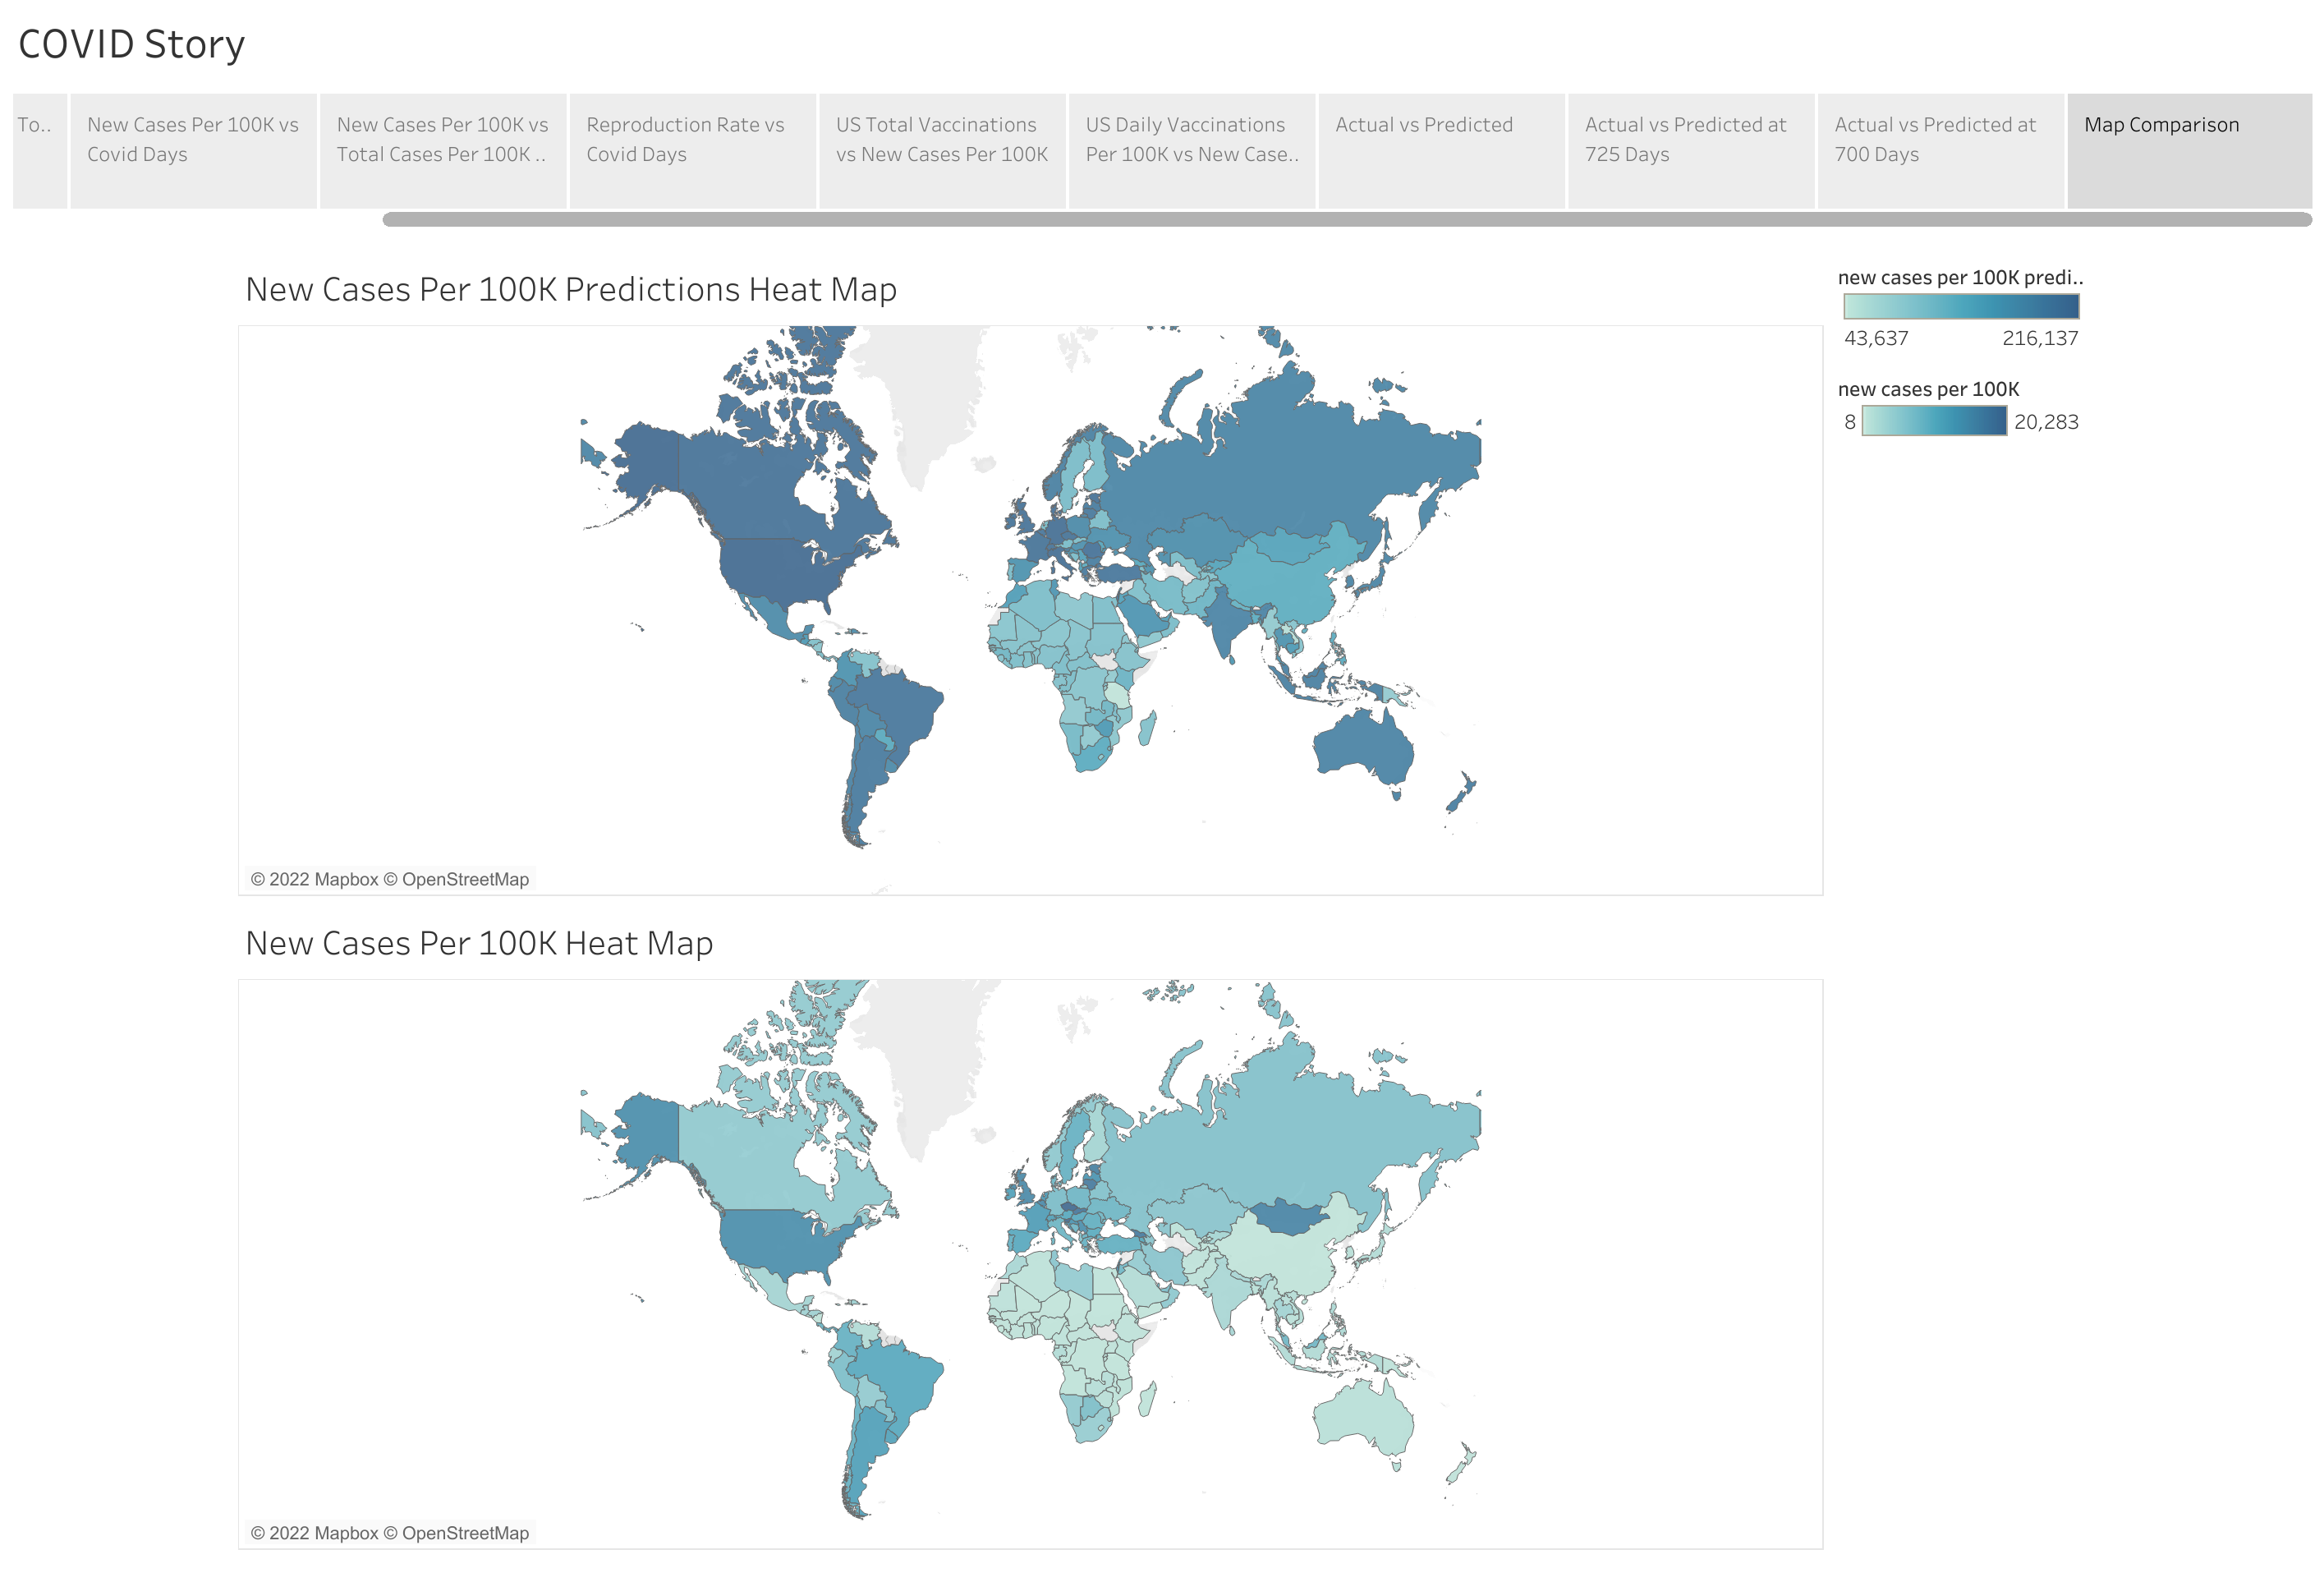 COVID Story
To..
New Cases Per 100K vs
Covid Days
New Cases Per 100K vs
Total Cases Per 100K ..
Reproduction Rate vs
Covid Days
US Total Vaccinations
vs New Cases Per 100K
US Daily Vaccinations
Per 100K vs New Case..
Actual vs Predicted
Actual vs Predicted at
725 Days
Actual vs Predicted at
700 Days
Map Comparison
New Cases Per 100K Predictions Heat Map
© 2022 Mapbox © OpenStreetMap
new cases per 100K predi..
43,637
216,137
new cases per 100K
8
20,283
New Cases Per 100K Heat Map
© 2022 Mapbox © OpenStreetMap